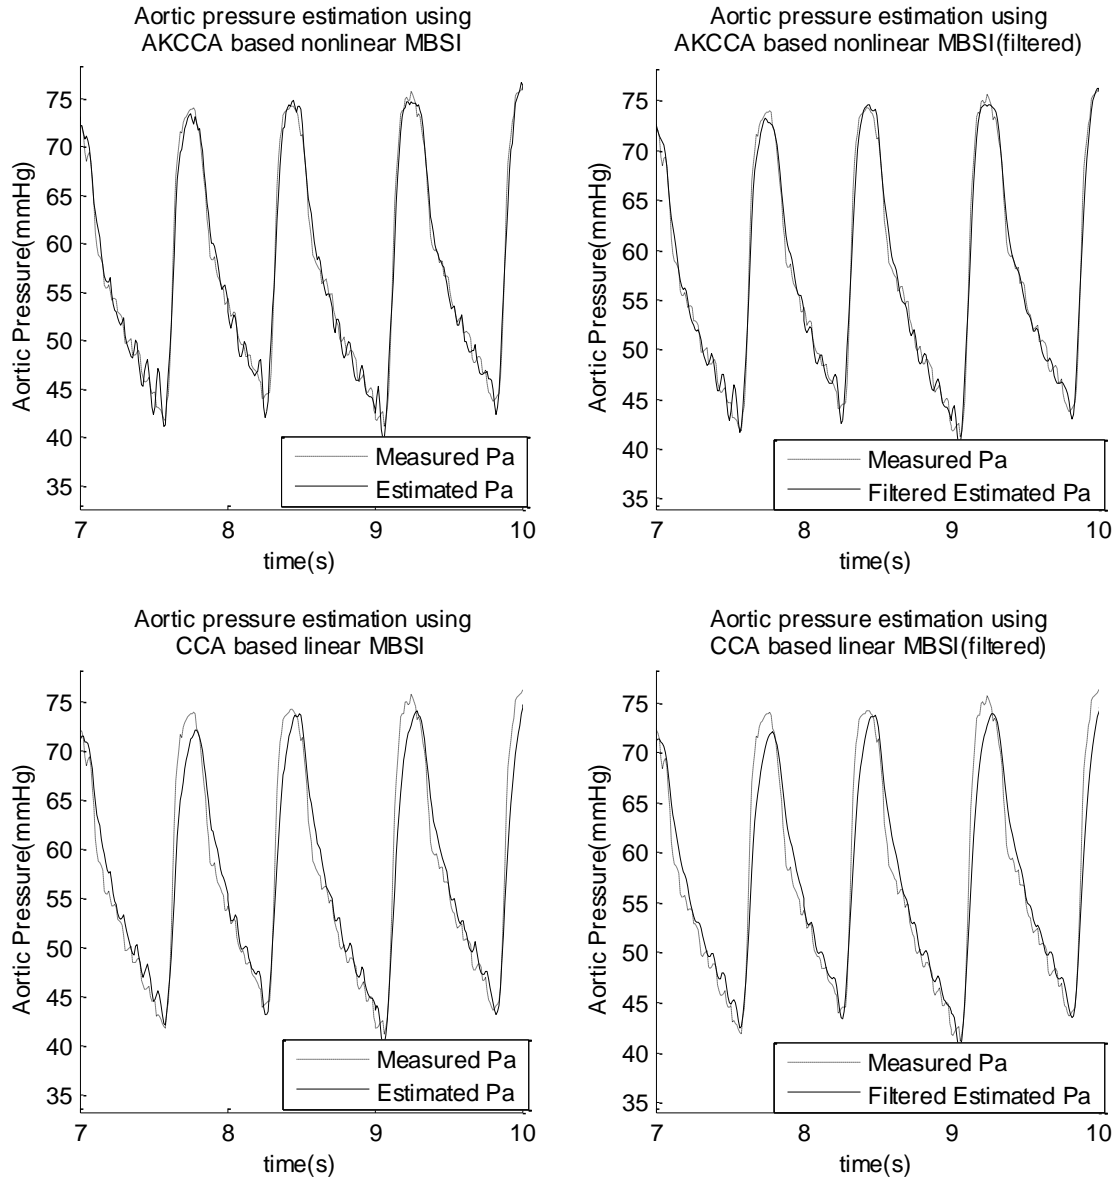 Aortic pressure estimation using
AKCCA based nonlinear MBSI
75
70
65
60
55
50
45
40
35
Aortic Pressure(mmHg)
Measured Pa
Estimated Pa
7
8
9
10
time(s)
Aortic pressure estimation using
AKCCA based nonlinear MBSI(filtered)
75
70
65
60
55
50
45
40
35
Aortic Pressure(mmHg)
Measured Pa
Filtered Estimated Pa
7
8
9
10
time(s)
Aortic pressure estimation using
CCA based linear MBSI
75
70
65
60
55
50
45
40
35
Aortic Pressure(mmHg)
Measured Pa
Estimated Pa
7
8
9
10
time(s)
Aortic pressure estimation using
CCA based linear MBSI(filtered)
75
70
65
60
55
50
45
40
35
Aortic Pressure(mmHg)
Measured Pa
Filtered Estimated Pa
7
8
9
10
time(s)